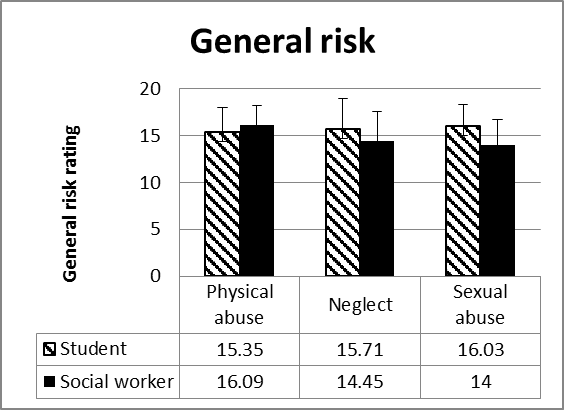 General risk
General risk rating
20
15
10
5
0
Physical abuse Neglect Sexual abuse
Student 15.35 15.71 16.03
Social worker 16.09 14.45 14